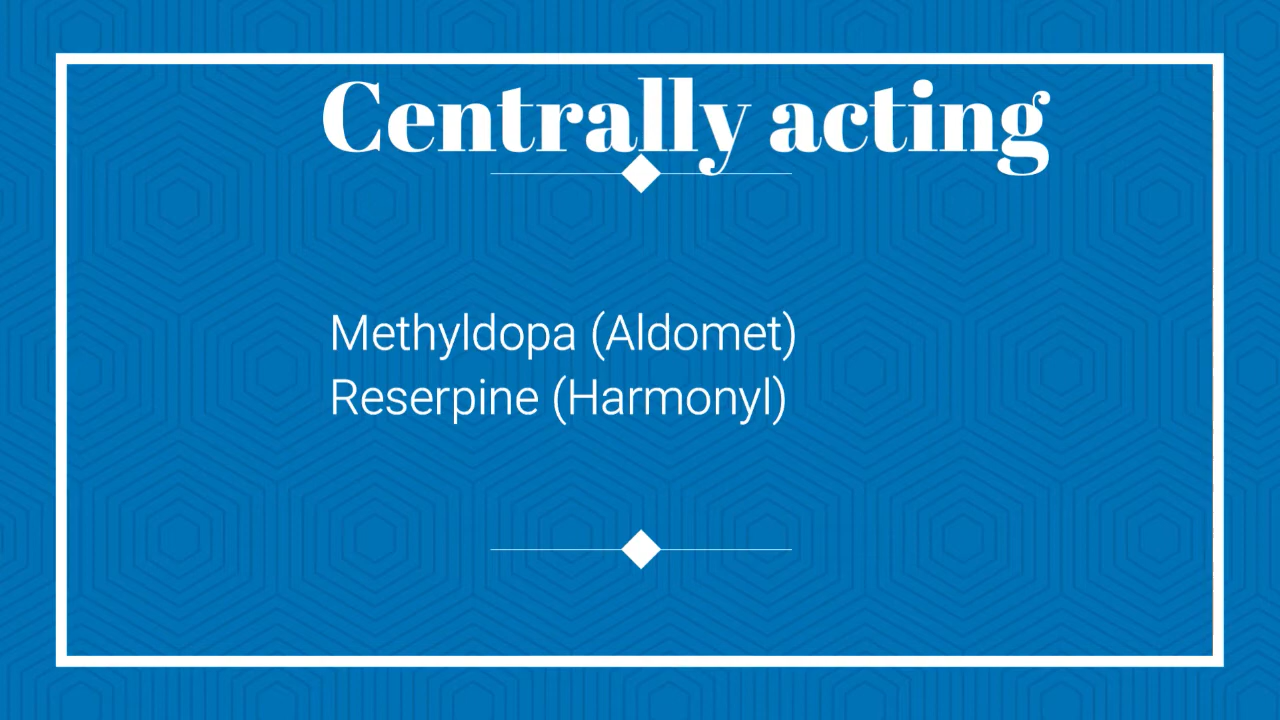 Centrally acting
Methyldopa (Aldomet)
Reserpine (Harmonyl)